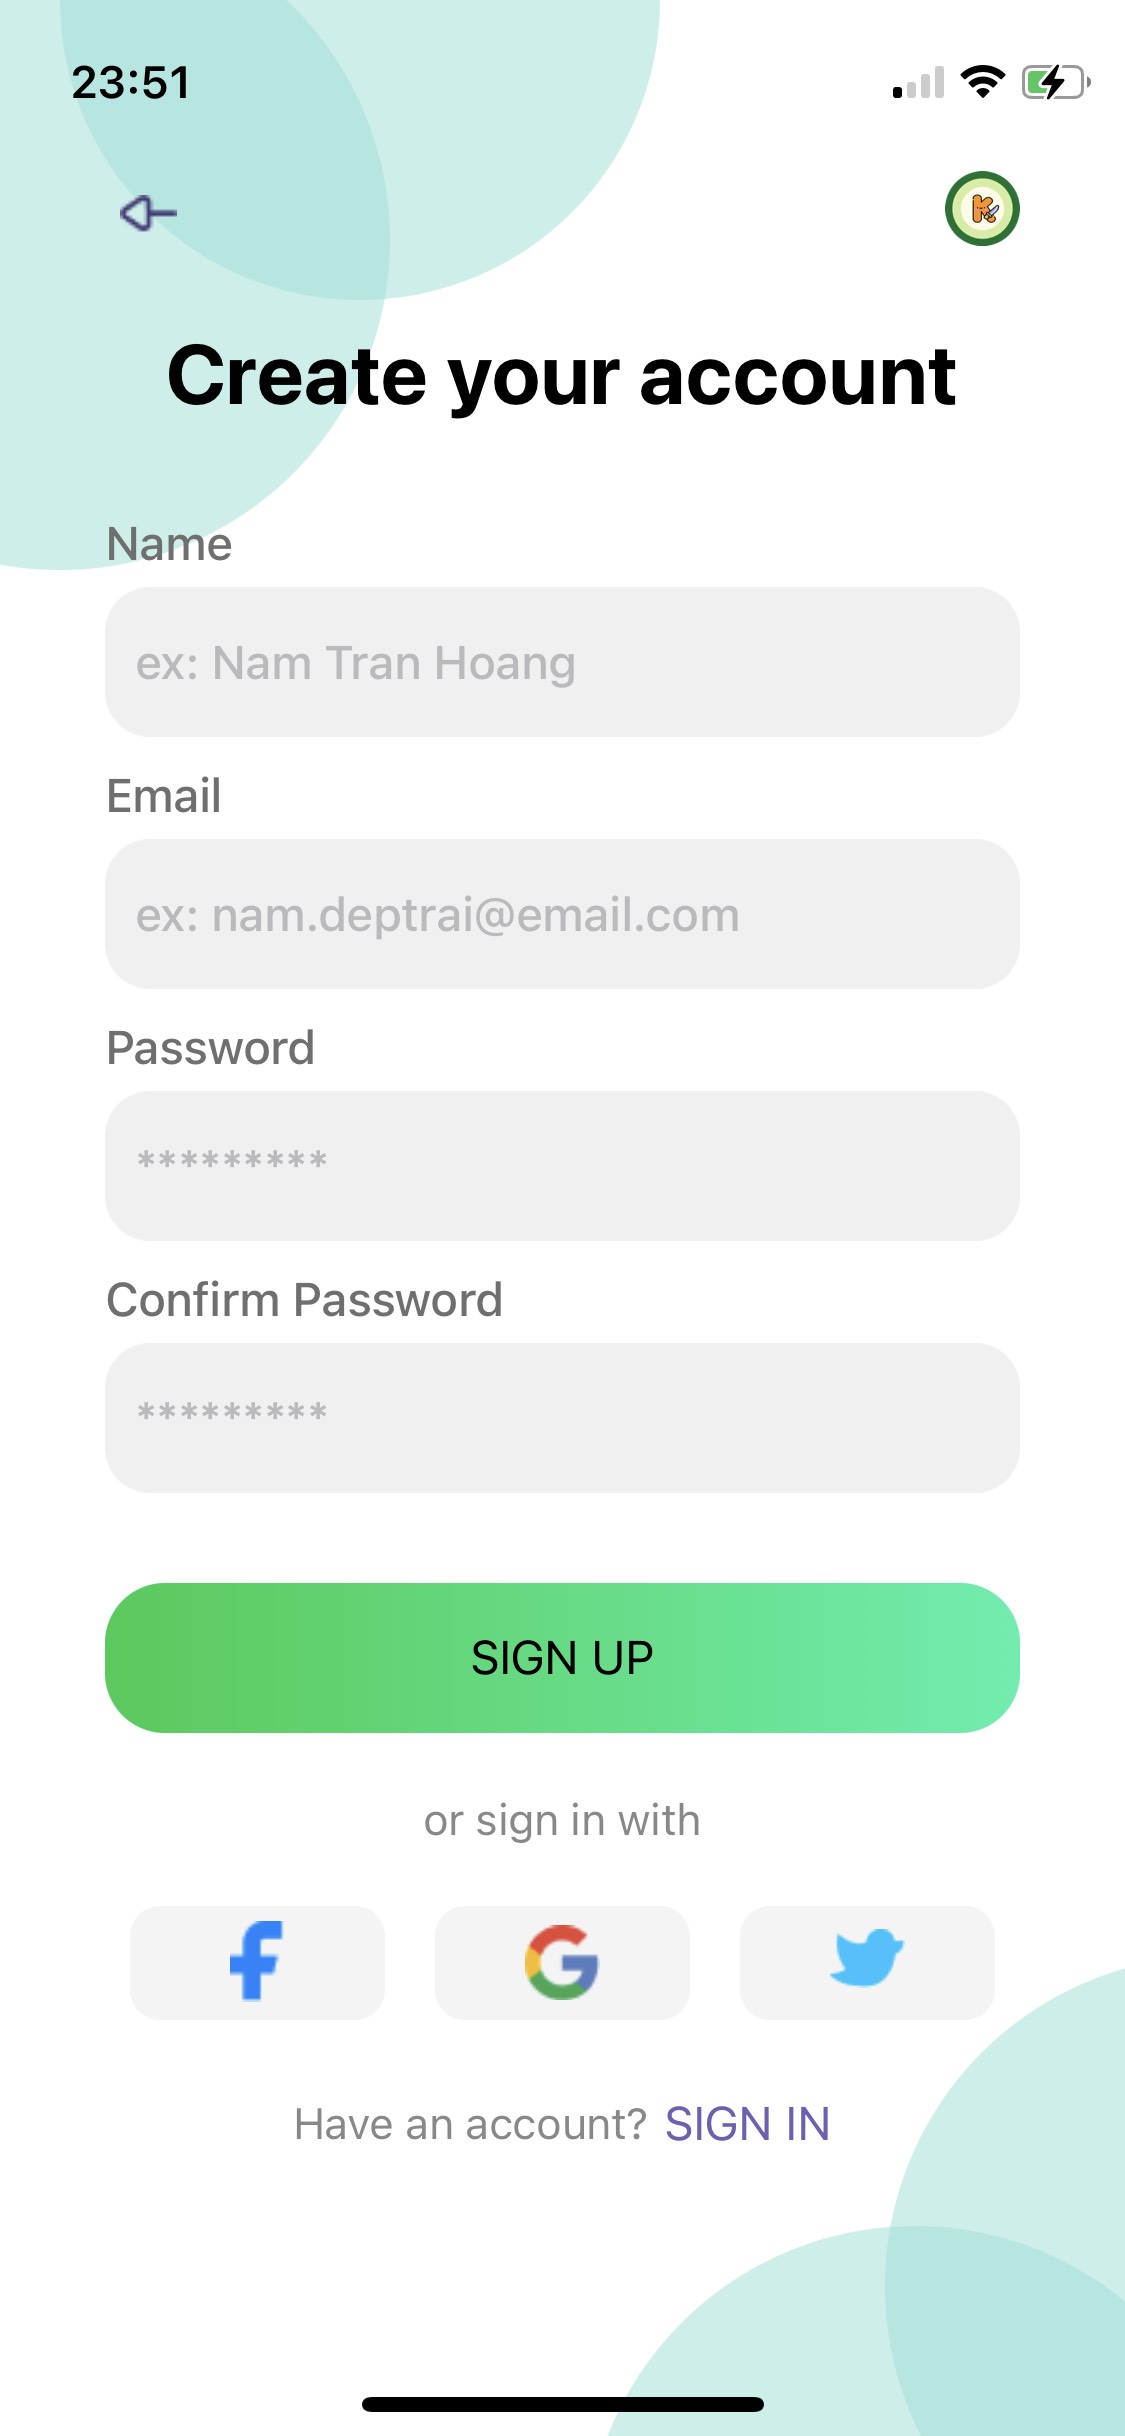 23:51
K
Create your account
Name
ex: Nam Tran Hoang
Email
ex: nam.deptrai@email.com
Password
*********
Confirm Password
*********
SIGN UP
or sign in with
Have an account? SIGN IN